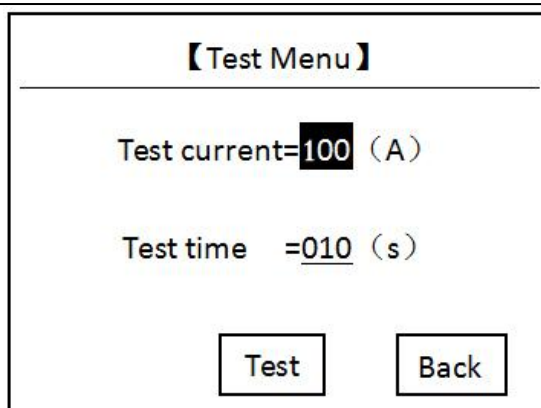 【Test Menu】
Test current=100（A）
Test time =010（s）
Test Back